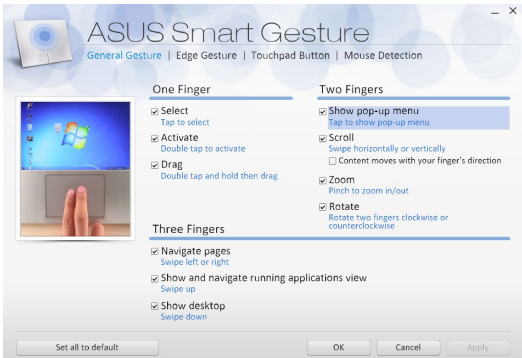 ASUS Smart Gesture
General Gesture | Edge Gesture | Touchpad Button | Mouse Detection
One Finger
Select
Tap to select
Activate
Double tap to activate
Drag
Double tap and hold then drag
Two Fingers
Show pop-up menu
Tap to show pop-up menu
Scroll
Swipe horizontally or vertically
Content moves with your finger's direction
Zoom
Pinch to zoom in/out
Rotate
Rotate two fingers clockwise or
counterclockwise
Three Fingers
Navigate pages
Swipe left or right
Show and navigate running applications view
Swipe up
Show desktop
Swipe down
Set all to default
OK
Cancel
Apply